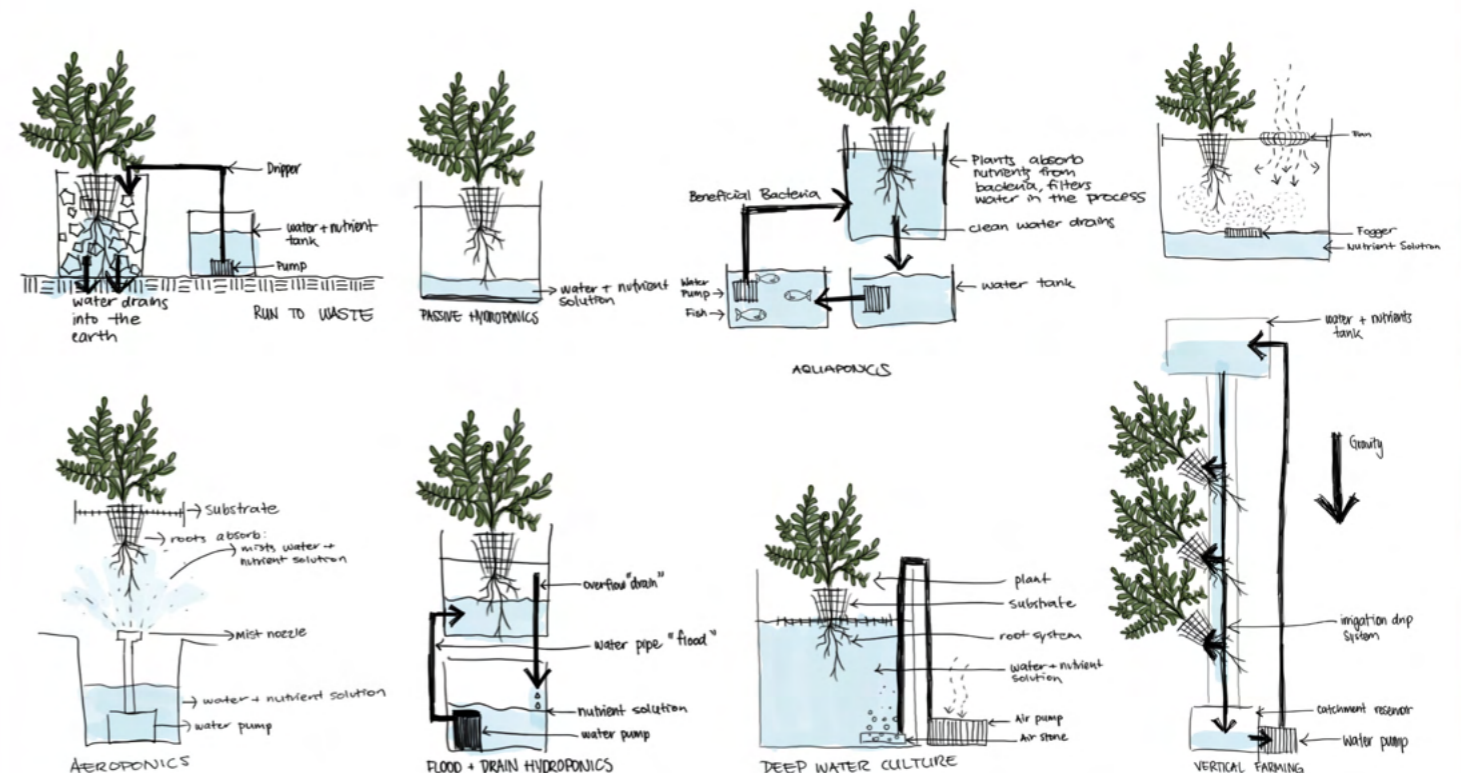 Dripper
water + nutrient
tank
Pump
water drains
into the
earth
RUN TO WASTE
water + nutrient
solution
PASSIVE HYDROPONICS
Beneficial Bacteria
Plants absorb
nutrients from
bacteria, filters
water in the process
clean water drains
Water
Pump
Fish
water tank
AQUAPONICS
Fan
Fogger
Nutrient Solution
substrate
roots absorb:
mists water +
nutrient solution
Mist nozzle
water + nutrient solution
water pump
AEROPONICS
overflow "drain"
water pipe "flood"
nutrient solution
water pump
FLOOD + DRAIN HYDROPONICS
plant
substrate
root system
water + nutrient
solution
Air pump
Air stone
DEEP WATER CULTURE
water + nutrients
tank
Gravity
irrigation drip
system
catchment reservoir
Water pump
VERTICAL FARMING